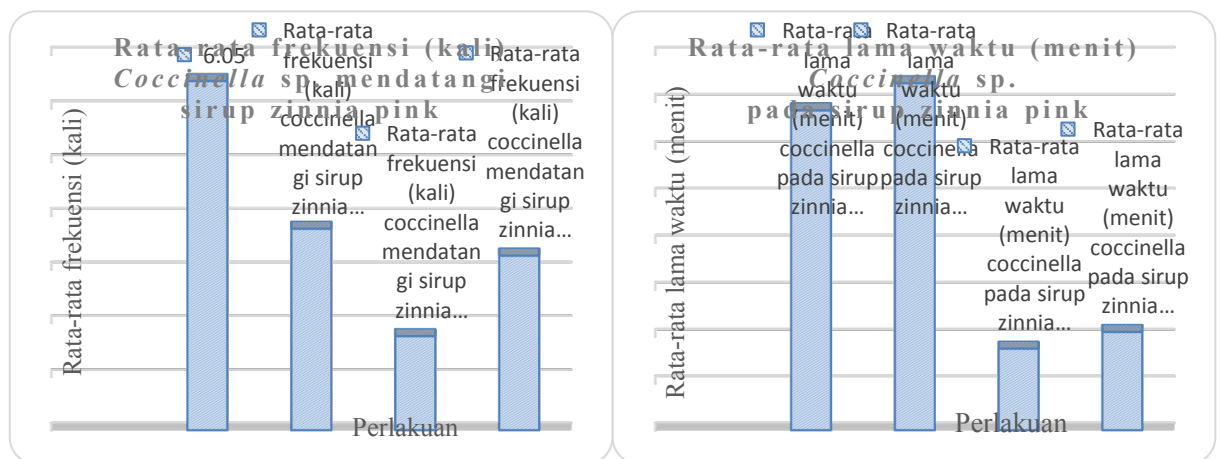 Rata-rata frekuensi (kali)
Coccinella sp. mendatangi
sirup zinnia pink
Rata-rata frekuensi (kali)
6.05
Rata-rata
frekuensi
(kali)
coccinella
mendatan
gi sirup
zinnia…
Rata-rata
frekuensi
(kali)
coccinella
mendatan
gi sirup
zinnia…
Rata-rata
frekuensi
(kali)
coccinella
mendatan
gi sirup
zinnia…
Perlakuan
Rata-rata lama waktu (menit)
Coccinella sp.
pada sirup zinnia pink
Rata-rata lama waktu (menit)
Rata-rata
lama
waktu
(menit)
coccinella
pada sirup
zinnia…
Rata-rata
lama
waktu
(menit)
coccinella
pada sirup
zinnia…
Rata-rata
lama
waktu
(menit)
coccinella
pada sirup
zinnia…
Rata-rata
lama
waktu
(menit)
coccinella
pada sirup
zinnia…
Perlakuan